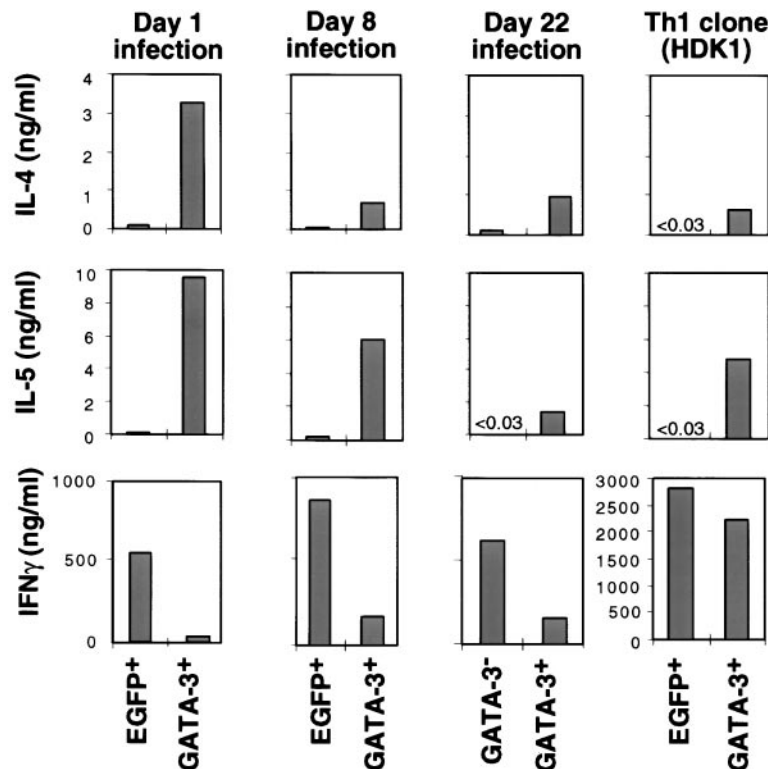 Day 1 infection
Day 8 infection
Day 22 infection
Th1 clone (HDK1)
IL-4 (ng/ml)
4
3
2
1
0
<0.03
IL-5 (ng/ml)
10
8
6
4
2
0
<0.03
<0.03
IFNγ (ng/ml)
1000
500
0
3000
2500
2000
1500
1000
500
0
EGFP+
GATA-3+
EGFP+
GATA-3+
GATA-3-
GATA-3+
EGFP+
GATA-3+